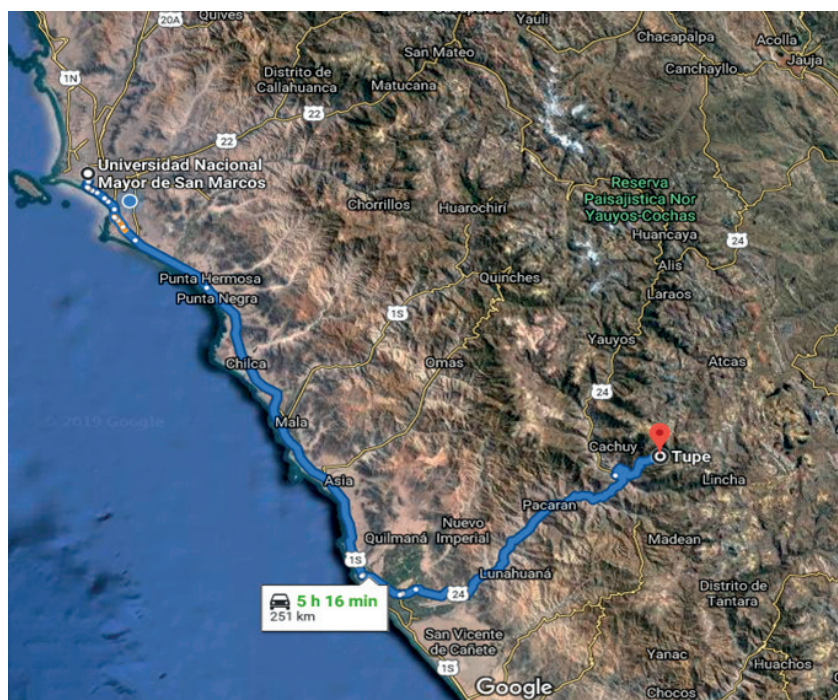 20A
Quives
Yauli
Chacapalpa
Acolla
San Mateo
Canchayllo
Jauja
1N
Distrito de
Callahuanca
Matucana
22
22
22
Universidad Nacional
Mayor de San Marcos
Reserva
Paisajistica Nor
Yauyos-Cochas
Chorrillos
Huarochirí
Huancaya
24
Alis
Punta Hermosa
Quinches
Laraos
Punta Negra
1S
Yauyos
Chilca
Omas
Atcas
24
Mala
© 2019 Google
Cachuy
Tupe
Asia
Lincha
Pacaran
Quilmaná
Nuevo
Imperial
Madean
1S
Lunahuaná
24
5 h 16 min
251 km
Distrito de
Tantara
San Vicente
de Cañete
Yanac
Huachos
1S
Google
Chocos